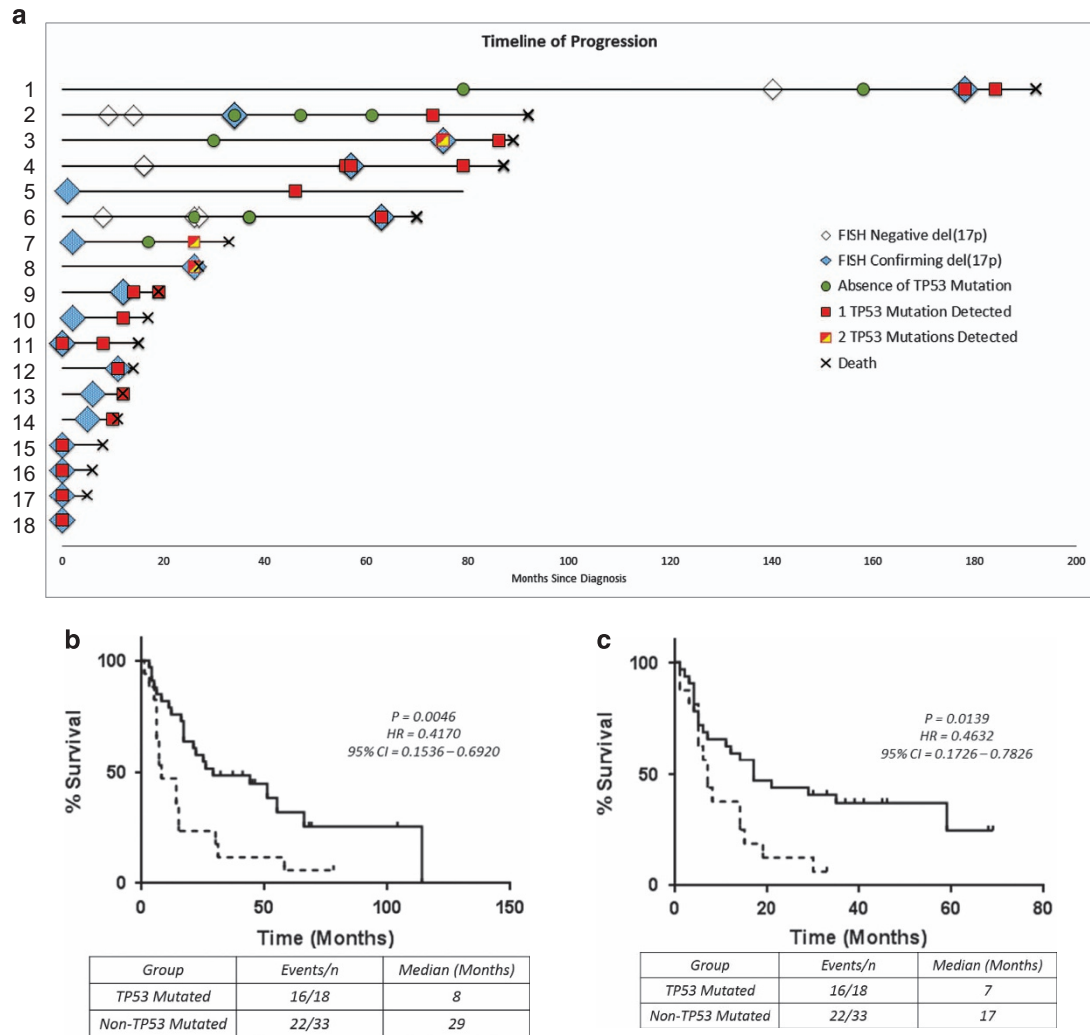 a
Timeline of Progression
1
2
3
4
5
6
7
8
9
10
11
12
13
14
15
16
17
18
FISH Negative del(17p)
FISH Confirming del(17p)
Absence of TP53 Mutation
1 TP53 Mutation Detected
2 TP53 Mutations Detected
Death
0 20 40 60 80 100 120 140 160 180 200
Months Since Diagnosis
b
% Survival
100
50
0
P = 0.0046
HR = 0.4170
95% CI = 0.1536 – 0.6920
0 50 100 150
Time (Months)
Group Events/n Median (Months)
TP53 Mutated 16/18 8
Non-TP53 Mutated 22/33 29
c
% Survival
100
50
0
P = 0.0139
HR = 0.4632
95% CI = 0.1726 – 0.7826
0 20 40 60 80
Time (Months)
Group Events/n Median (Months)
TP53 Mutated 16/18 7
Non-TP53 Mutated 22/33 17